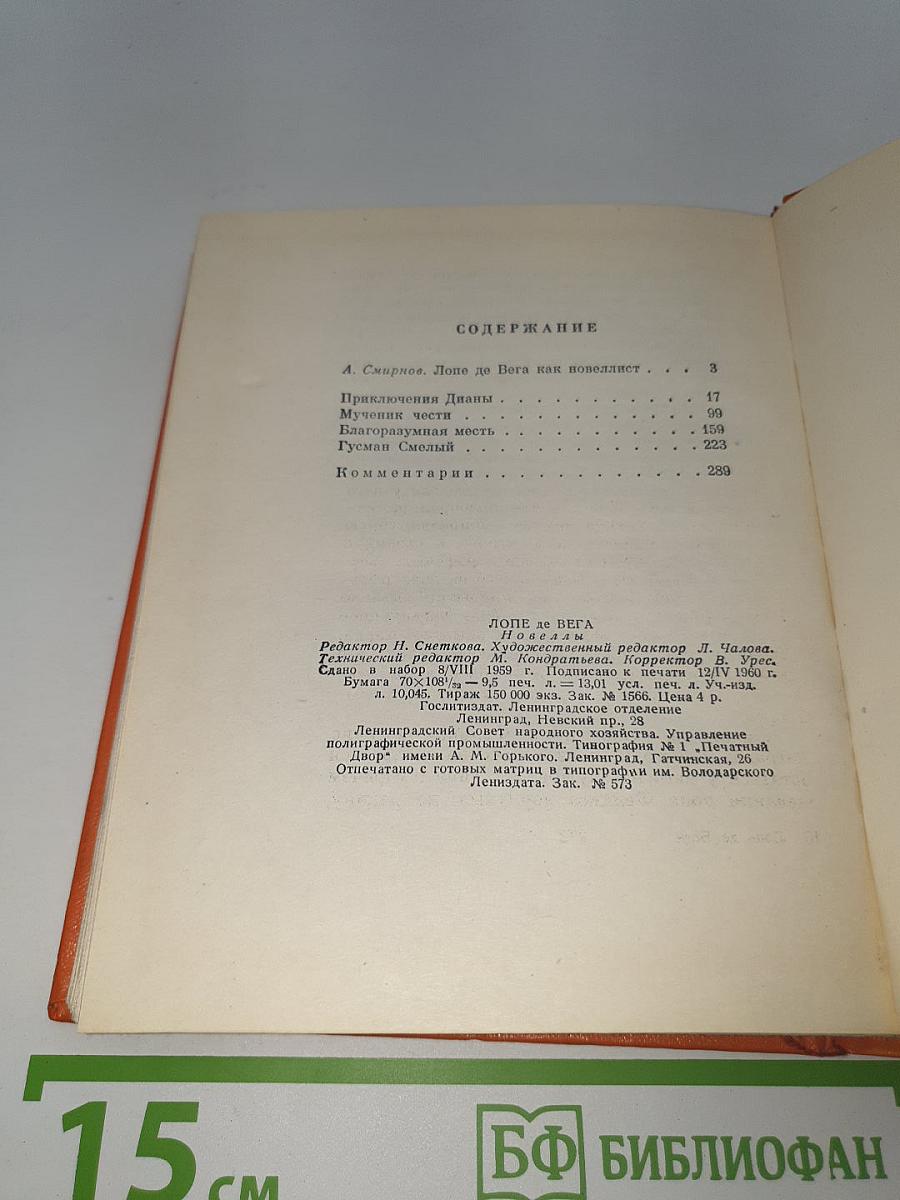 СОДЕРЖАНИЕ
А. Смирнов. Лопе де Вега как новеллист . . . 3
Приключения Дианы . . . . . . . . . . . 17
Мученик чести . . . . . . . . . . . . . 99
Благоразумная месть . . . . . . . . . . . 159
Гусман Смелый . . . . . . . . . . . . . 223
Комментарии . . . . . . . . . . . . 289
ЛОПЕ де ВЕГА
Новеллы
Редактор Н. Снеткова. Художественный редактор Л. Чалова.
Технический редактор М. Кондратьева. Корректор В. Урес.
Сдано в набор 8/VIII 1959 г. Подписано к печати 12/IV 1960 г.
Бумага 70×108¹/₃₂ — 9,5 печ. л. = 13,01 усл. печ. л. Уч.-изд.
л. 10,045. Тираж 150 000 экз. Зак. № 1566. Цена 4 р.
Гослитиздат. Ленинградское отделение
Ленинград, Невский пр., 28
Ленинградский Совет народного хозяйства. Управление
полиграфической промышленности. Типография № 1 „Печатный
Двор“ имени А. М. Горького. Ленинград, Гатчинская, 26
Отпечатано с готовых матриц в типографии им. Володарского
Лениздата. Зак. № 573
15 см
БФ БИБЛИОФАН